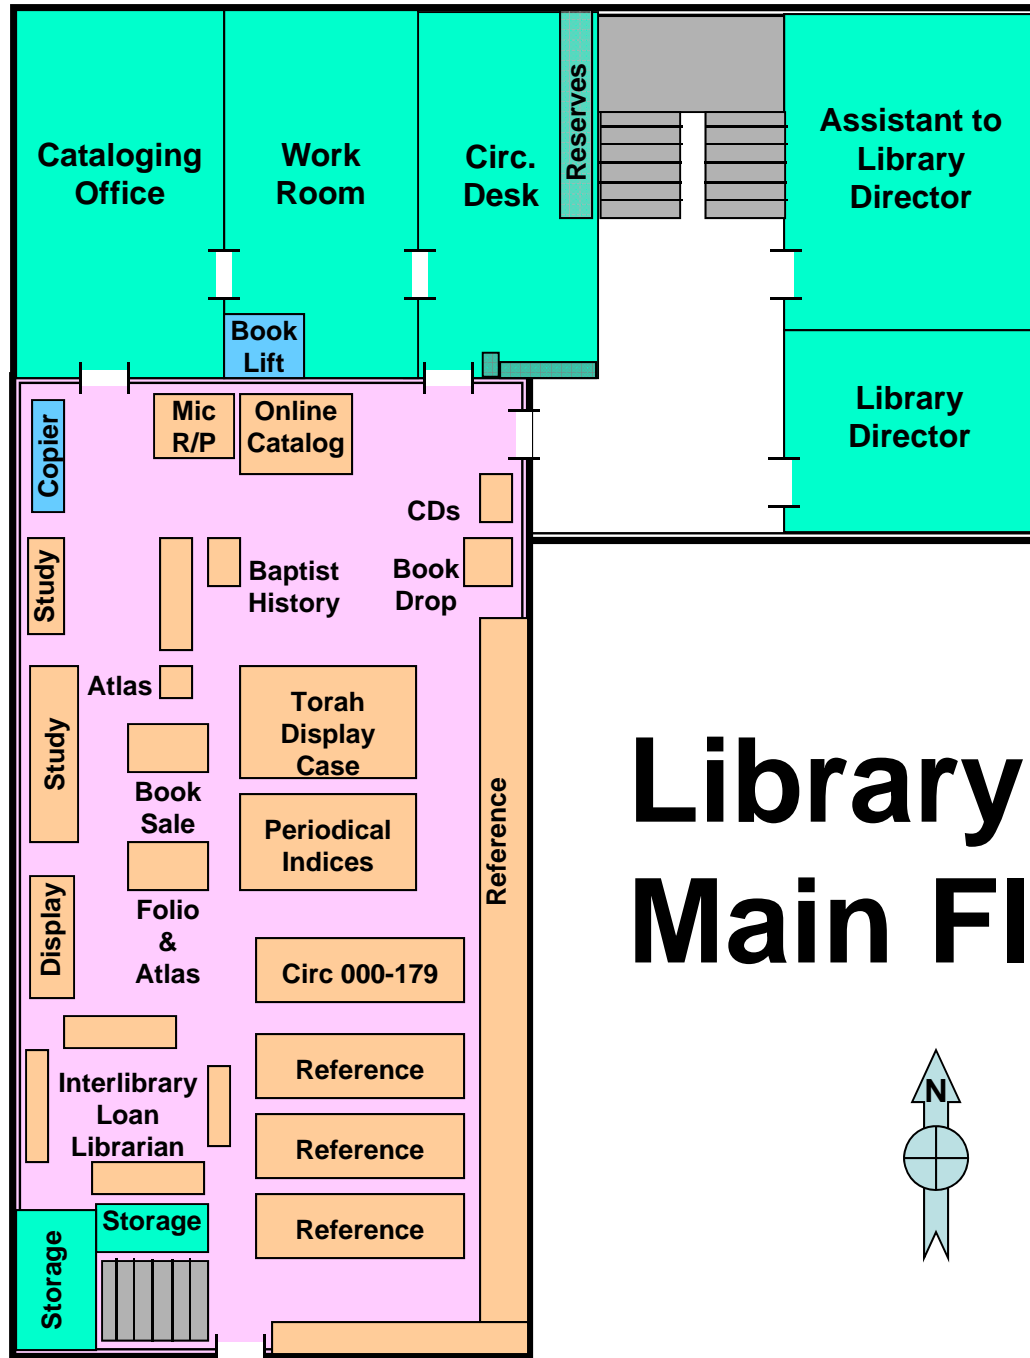 Cataloging
Office
Work
Room
Circ.
Desk
Reserves
Assistant to
Library
Director
Book
Lift
Library
Director
Copier
Mic
R/P
Online
Catalog
CDs
Study
Baptist
History
Book
Drop
Atlas
Study
Torah
Display
Case
Book
Sale
Periodical
Indices
Reference
Library
Main Fl
Display
Folio
&
Atlas
Circ 000-179
Reference
Interlibrary
Loan
Librarian
Reference
Reference
Storage
Storage
N